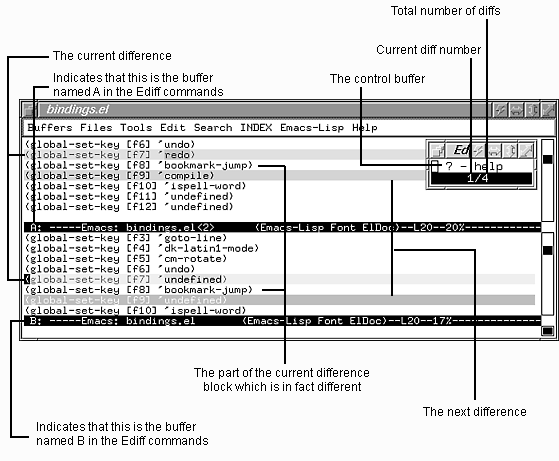 Total number of diffs
Current diff number
The current difference
The control buffer
Indicates that this is the buffer
named A in the Ediff commands
bindings.el
Buffers Files Tools Edit Search INDEX Emacs-Lisp Help
(global-set-key [f6] 'undo)
(global-set-key [f7] 'redo)
(global-set-key [f8] 'bookmark-jump)
(global-set-key [f9] 'compile)
(global-set-key [f10] 'ispell-word)
(global-set-key [f11] 'undefined)
(global-set-key [f12] 'undefined)
Ed
? - help
1/4
A: -----Emacs: bindings.el<2> (Emacs-Lisp Font ElDoc)--L20--20%
(global-set-key [f3] 'goto-line)
(global-set-key [f4] 'dk-latin1-mode)
(global-set-key [f5] 'cm-rotate)
(global-set-key [f6] 'undo)
(global-set-key [f7] 'undefined)
(global-set-key [f8] 'bookmark-jump)
(global-set-key [f9] 'undefined)
(global-set-key [f10] 'ispell-word)
B: -----Emacs: bindings.el (Emacs-Lisp Font ElDoc)--L20--17%
The part of the current difference
block which is in fact different
The next difference
Indicates that this is the buffer
named B in the Ediff commands